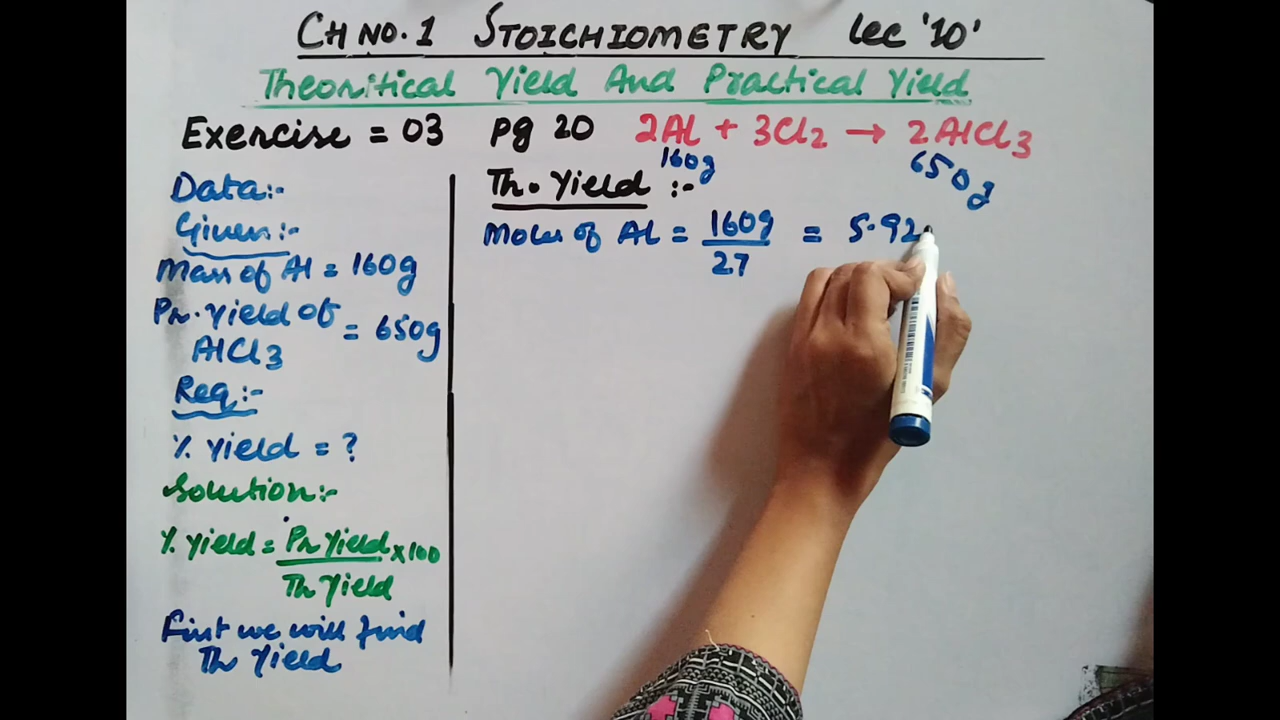 CH NO. 1 STOICHIOMETRY Lec '10'
Theoritical Yield And Practical Yield
Exercise = 03 pg 20 2Al + 3Cl2 → 2AlCl3
160g 650g
Data:-
Given:-
Mass of Al = 160g
Pr. Yield of AlCl3 = 650g
Req:-
% Yield = ?
Solution:-
% Yield = Pr Yield / Th Yield × 100
First we will find
Th Yield
Th. Yield :-
Moles of Al = 160g / 27 = 5.92